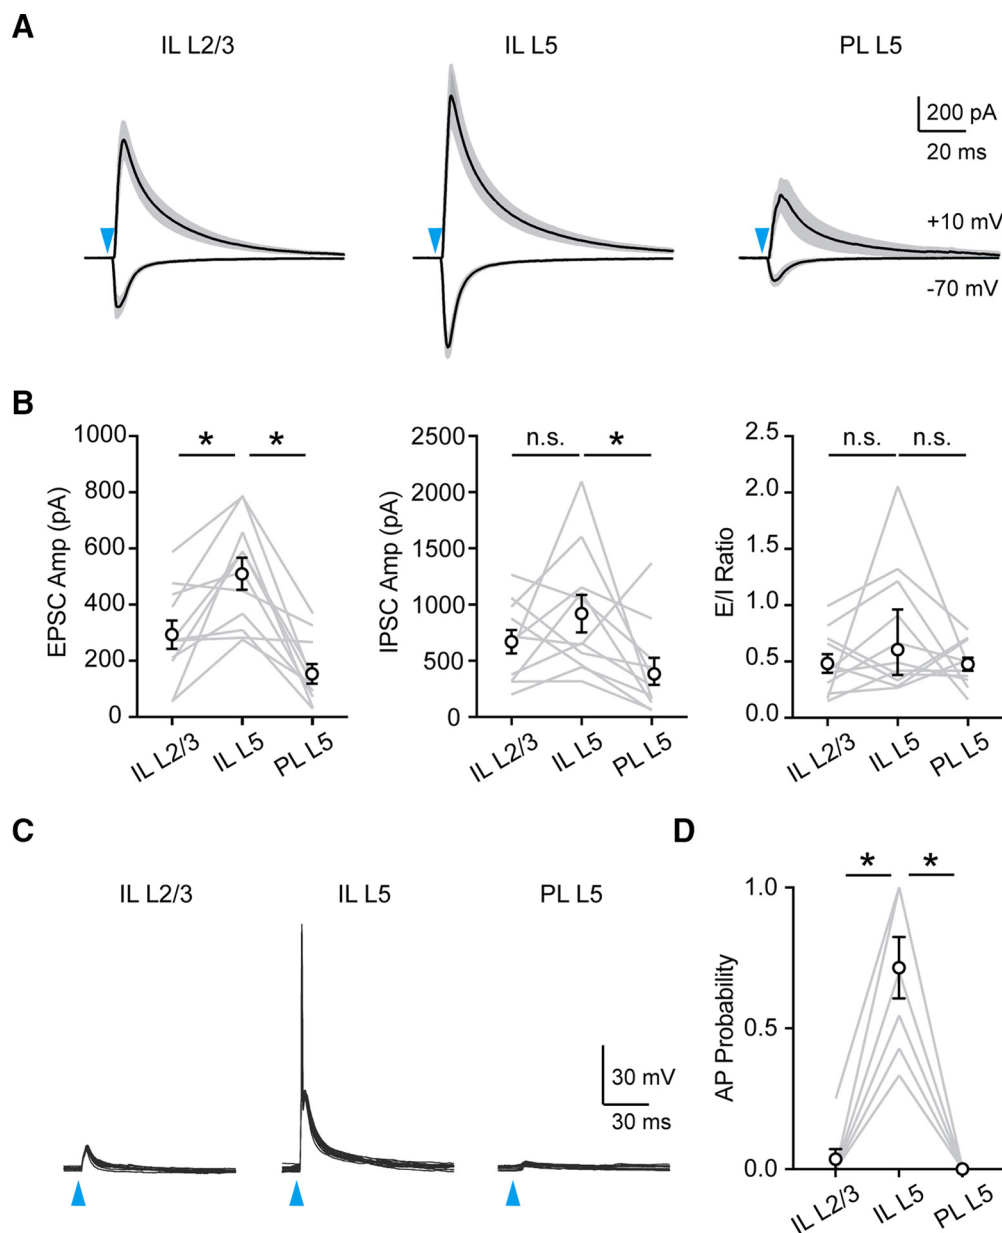 A
IL L2/3
IL L5
PL L5
200 pA
20 ms
+10 mV
-70 mV
B
EPSC Amp (pA)
1000
800
600
400
200
0
* *
IL L2/3
IL L5
PL L5
IPSC Amp (pA)
2500
2000
1500
1000
500
0
n.s. *
IL L2/3
IL L5
PL L5
E/I Ratio
2.5
2.0
1.5
1.0
0.5
0.0
n.s. n.s.
IL L2/3
IL L5
PL L5
C
IL L2/3
IL L5
PL L5
30 mV
30 ms
D
AP Probability
1.0
0.5
0.0
* *
IL L2/3
IL L5
PL L5